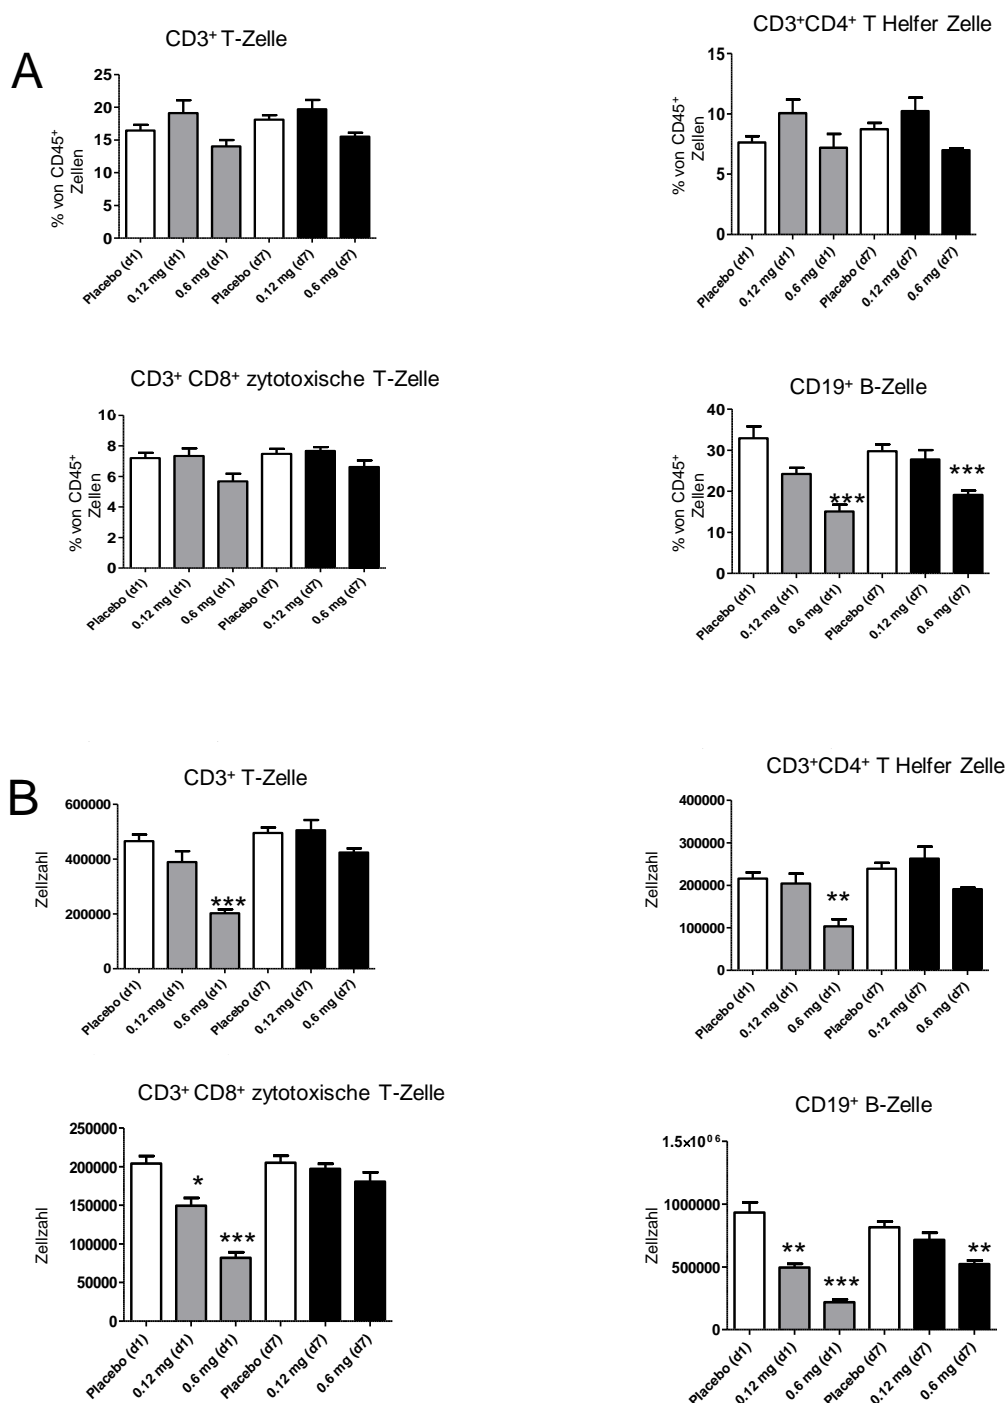 A
CD3⁺ T-Zelle
% von CD45⁺
Zellen
25
20
15
10
5
0
Placebo (d1)
0.12 mg (d1)
0.6 mg (d1)
Placebo (d7)
0.12 mg (d7)
0.6 mg (d7)
CD3⁺CD4⁺ T Helfer Zelle
% von CD45⁺
Zellen
15
10
5
0
Placebo (d1)
0.12 mg (d1)
0.6 mg (d1)
Placebo (d7)
0.12 mg (d7)
0.6 mg (d7)
CD3⁺ CD8⁺ zytotoxische T-Zelle
% von CD45⁺
Zellen
10
8
6
4
2
0
Placebo (d1)
0.12 mg (d1)
0.6 mg (d1)
Placebo (d7)
0.12 mg (d7)
0.6 mg (d7)
CD19⁺ B-Zelle
% von CD45⁺
Zellen
40
30
20
10
0
***
***
Placebo (d1)
0.12 mg (d1)
0.6 mg (d1)
Placebo (d7)
0.12 mg (d7)
0.6 mg (d7)
B
CD3⁺ T-Zelle
Zellzahl
600000
400000
200000
0
***
Placebo (d1)
0.12 mg (d1)
0.6 mg (d1)
Placebo (d7)
0.12 mg (d7)
0.6 mg (d7)
CD3⁺CD4⁺ T Helfer Zelle
Zellzahl
400000
300000
200000
100000
0
**
Placebo (d1)
0.12 mg (d1)
0.6 mg (d1)
Placebo (d7)
0.12 mg (d7)
0.6 mg (d7)
CD3⁺ CD8⁺ zytotoxische T-Zelle
Zellzahl
250000
200000
150000
100000
50000
0
*
***
Placebo (d1)
0.12 mg (d1)
0.6 mg (d1)
Placebo (d7)
0.12 mg (d7)
0.6 mg (d7)
CD19⁺ B-Zelle
Zellzahl
1.5×10⁰⁶
1000000
500000
0
**
***
**
Placebo (d1)
0.12 mg (d1)
0.6 mg (d1)
Placebo (d7)
0.12 mg (d7)
0.6 mg (d7)